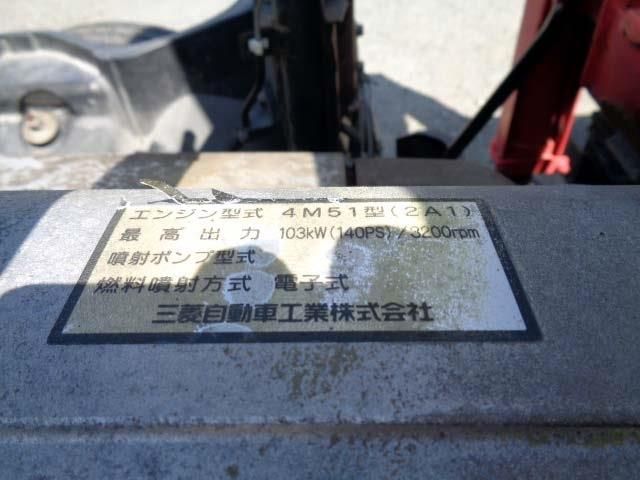 エンジン型式 4M51型(2A1)
最高出力 103kW(140PS)/3200rpm
噴射ポンプ型式
燃料噴射方式 電子式
三菱自動車工業株式会社